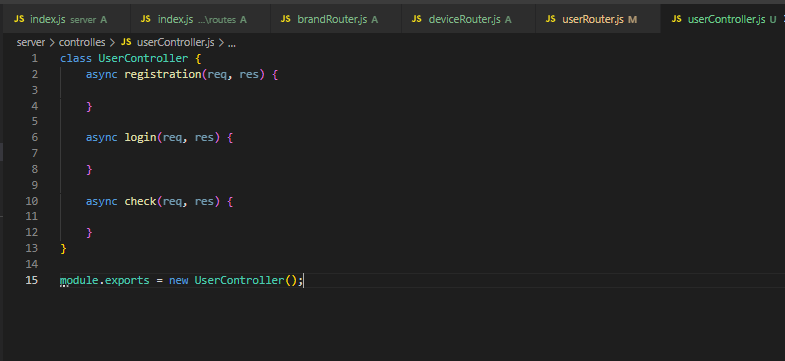 JS index.js server A JS index.js ...\routes A JS brandRouter.js A JS deviceRouter.js A JS userRouter.js M JS userController.js U
server > controlles > JS userController.js > ...
1 class UserController {
2 async registration(req, res) {
3
4 }
5
6 async login(req, res) {
7
8 }
9
10 async check(req, res) {
11
12 }
13 }
14
15 module.exports = new UserController();